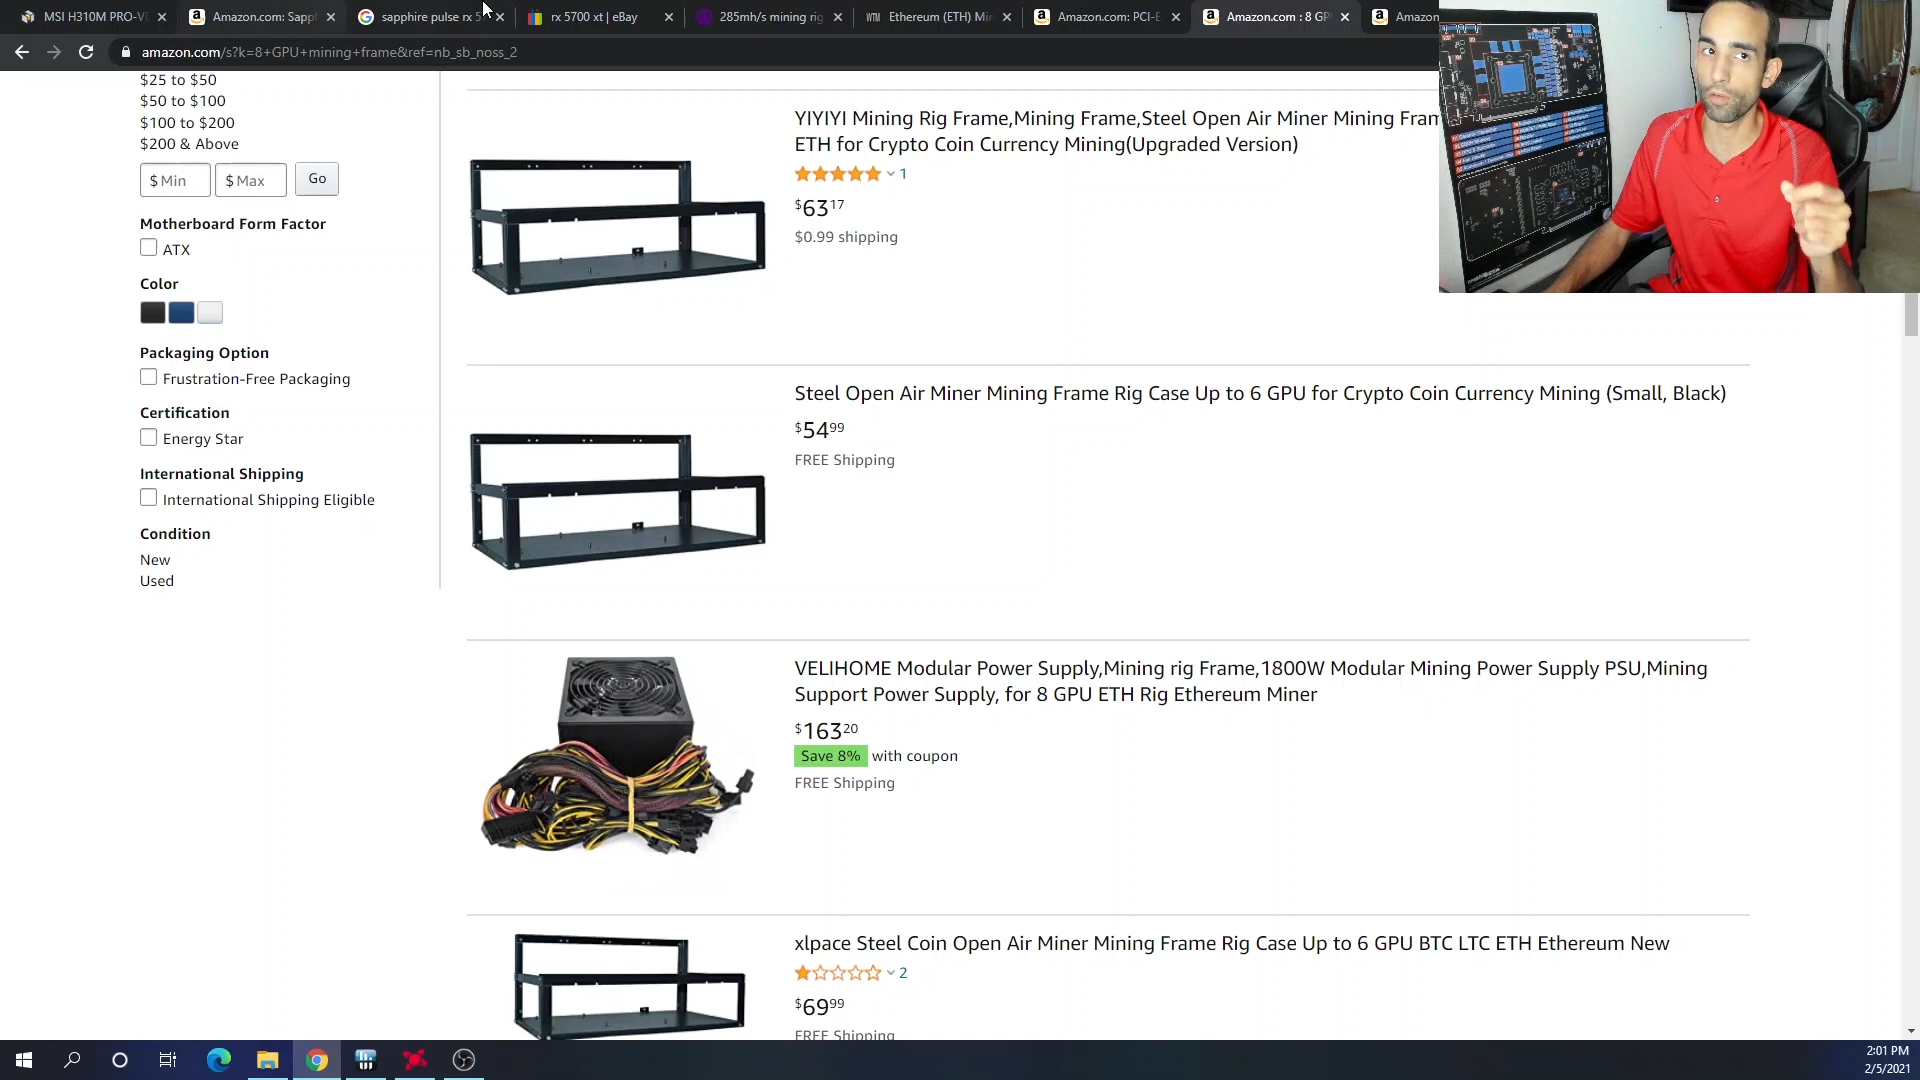 MSI H310M PRO-VD
Amazon.com: Sapph
sapphire pulse rx 5
rx 5700 xt | eBay
285mh/s mining rig
WTM
Ethereum (ETH) Min
Amazon.com: PCI-E
Amazon.com : 8 GP
Amazon
amazon.com/s?k=8+GPU+mining+frame&ref=nb_sb_noss_2
$25 to $50
$50 to $100
$100 to $200
$200 & Above
$ Min
$ Max
Go
Motherboard Form Factor
ATX
Color
Packaging Option
Frustration-Free Packaging
Certification
Energy Star
International Shipping
International Shipping Eligible
Condition
New
Used
YIYIYI Mining Rig Frame,Mining Frame,Steel Open Air Miner Mining Fram
ETH for Crypto Coin Currency Mining(Upgraded Version)
1
$63 17
$0.99 shipping
Steel Open Air Miner Mining Frame Rig Case Up to 6 GPU for Crypto Coin Currency Mining (Small, Black)
$54 99
FREE Shipping
VELIHOME Modular Power Supply,Mining rig Frame,1800W Modular Mining Power Supply PSU,Mining
Support Power Supply, for 8 GPU ETH Rig Ethereum Miner
$163 20
Save 8% with coupon
FREE Shipping
xlpace Steel Coin Open Air Miner Mining Frame Rig Case Up to 6 GPU BTC LTC ETH Ethereum New
2
$69 99
FREE Shipping
2:01 PM
2/5/2021